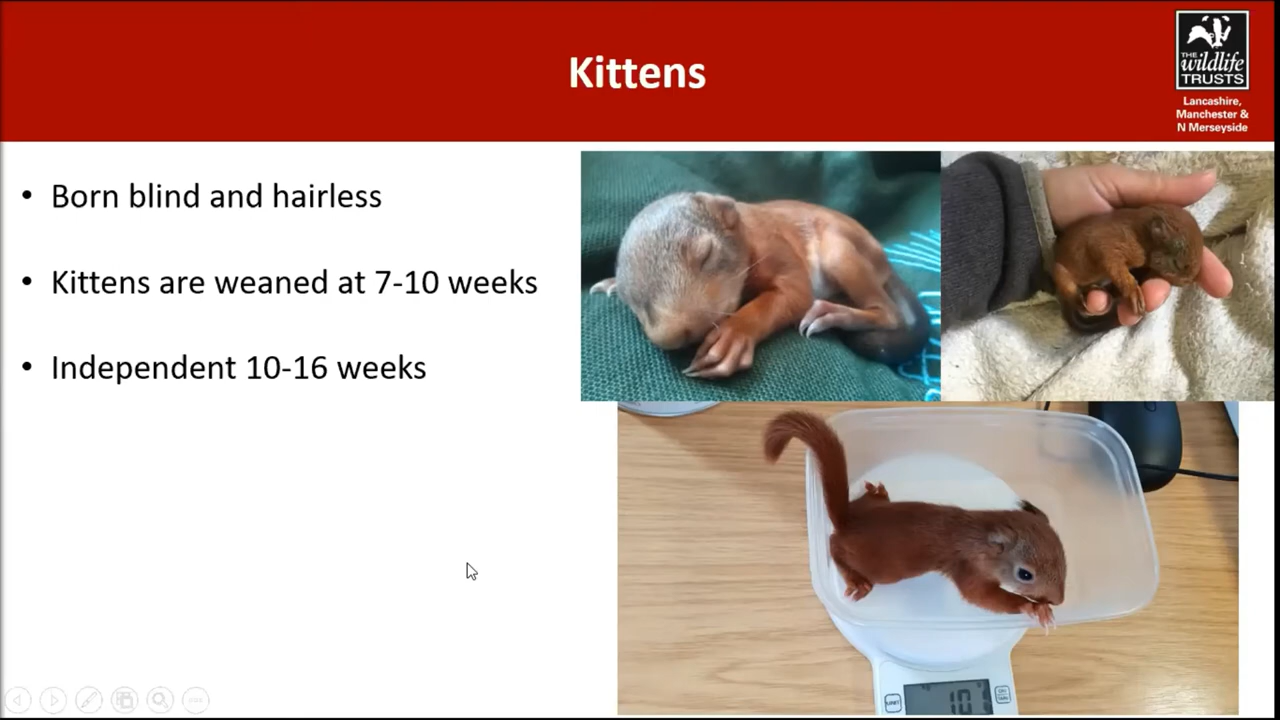 Kittens
THE
wildlife
TRUSTS
Lancashire,
Manchester &
N Merseyside
• Born blind and hairless
• Kittens are weaned at 7-10 weeks
• Independent 10-16 weeks
UNIT